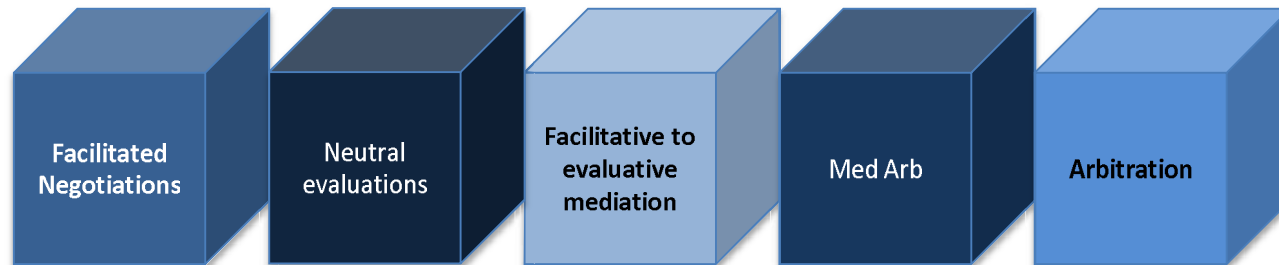 Facilitated
Negotiations
Neutral
evaluations
Facilitative to
evaluative
mediation
Med Arb
Arbitration